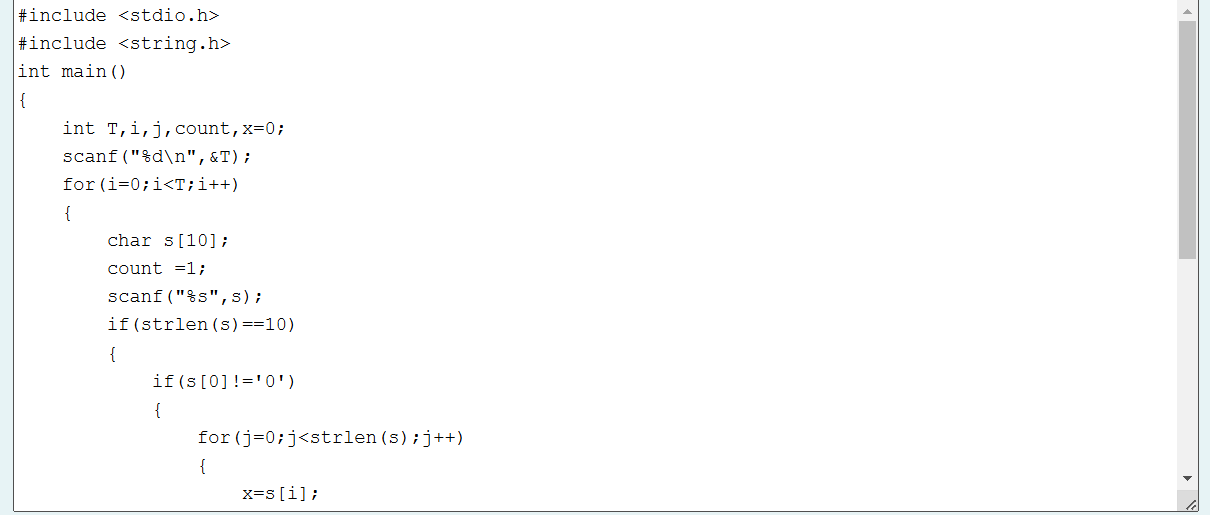 #include <stdio.h>
#include <string.h>
int main()
{
    int T,i,j,count,x=0;
    scanf("%d\n",&T);
    for(i=0;i<T;i++)
    {
        char s[10];
        count =1;
        scanf("%s",s);
        if(strlen(s)==10)
        {
            if(s[0]!='0')
            {
                for(j=0;j<strlen(s);j++)
                {
                    x=s[i];